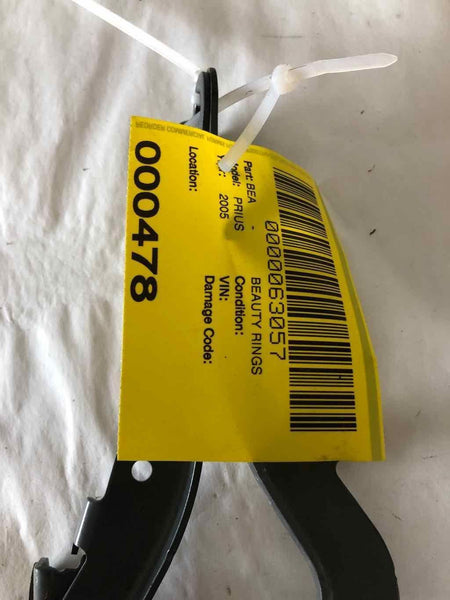 0000063057
Part: BEA - BEAUTY RINGS
Model: PRIUS Condition:
2005 VIN:
Location: Damage Code:
000478